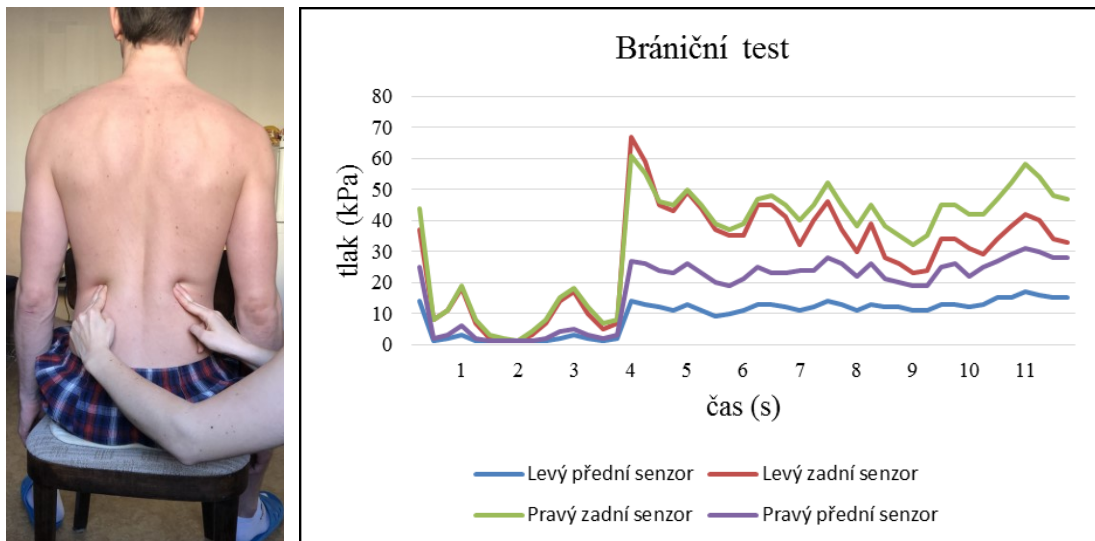 Brániční test
tlak (kPa)
80
70
60
50
40
30
20
10
0
1 2 3 4 5 6 7 8 9 10 11
čas (s)
Levý přední senzor Levý zadní senzor
Pravý zadní senzor Pravý přední senzor